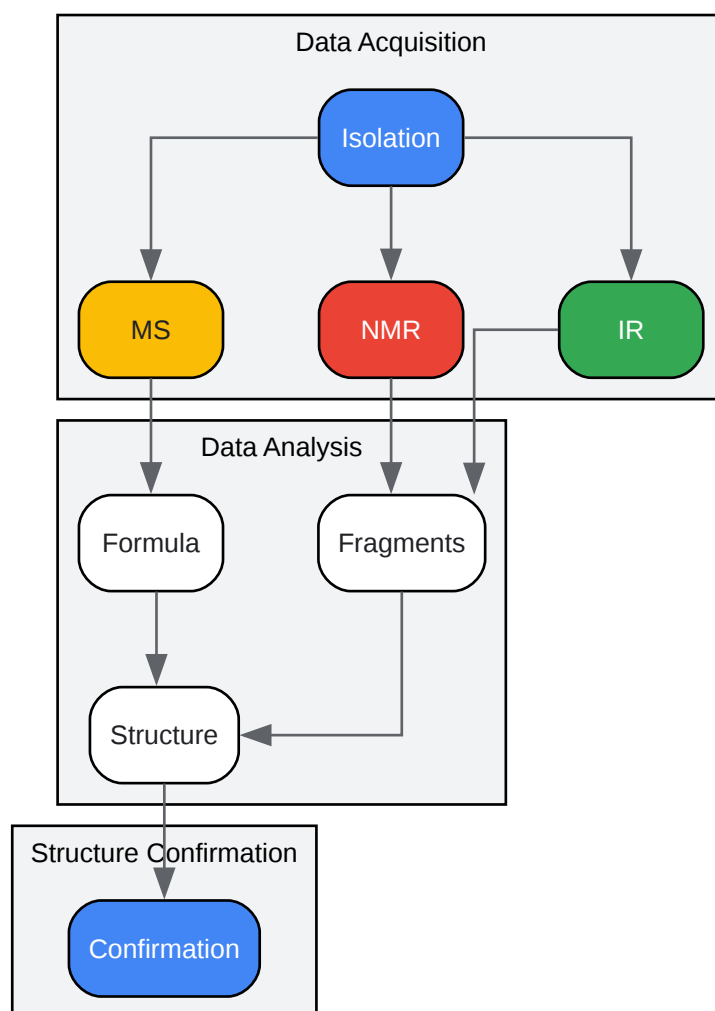 Data Acquisition
Isolation
MS
NMR
IR
Data Analysis
Formula
Fragments
Structure
Structure Confirmation
Confirmation